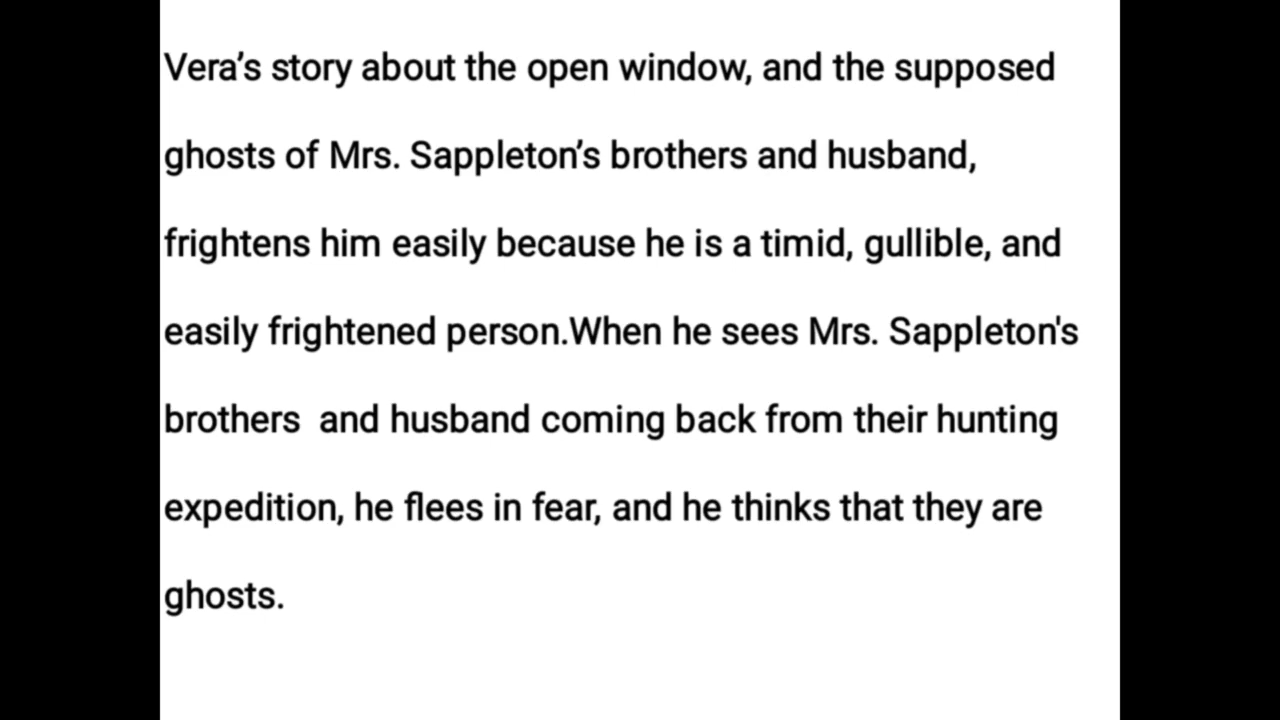 Vera’s story about the open window, and the supposed
ghosts of Mrs. Sappleton’s brothers and husband,
frightens him easily because he is a timid, gullible, and
easily frightened person.When he sees Mrs. Sappleton's
brothers  and husband coming back from their hunting
expedition, he flees in fear, and he thinks that they are
ghosts.